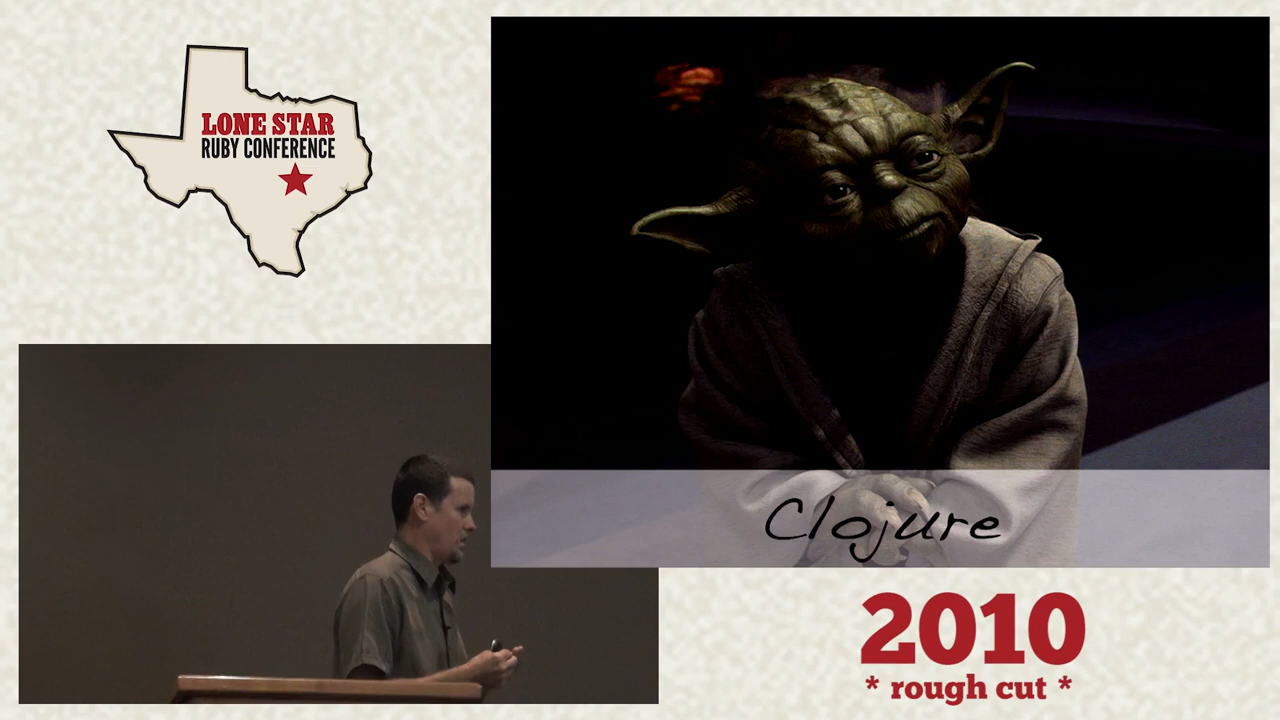 LONE STAR
RUBY CONFERENCE
Clojure
2010
* rough cut *